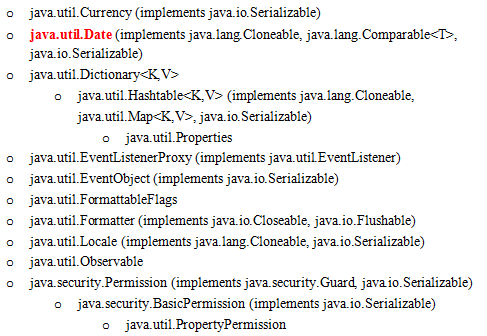 java.util.Currency (implements java.io.Serializable)
java.util.Date (implements java.lang.Cloneable, java.lang.Comparable<T>,
java.io.Serializable)
java.util.Dictionary<K,V>
java.util.Hashtable<K,V> (implements java.lang.Cloneable,
java.util.Map<K,V>, java.io.Serializable)
java.util.Properties
java.util.EventListenerProxy (implements java.util.EventListener)
java.util.EventObject (implements java.io.Serializable)
java.util.FormattableFlags
java.util.Formatter (implements java.io.Closeable, java.io.Flushable)
java.util.Locale (implements java.lang.Cloneable, java.io.Serializable)
java.util.Observable
java.security.Permission (implements java.security.Guard, java.io.Serializable)
java.security.BasicPermission (implements java.io.Serializable)
java.util.PropertyPermission